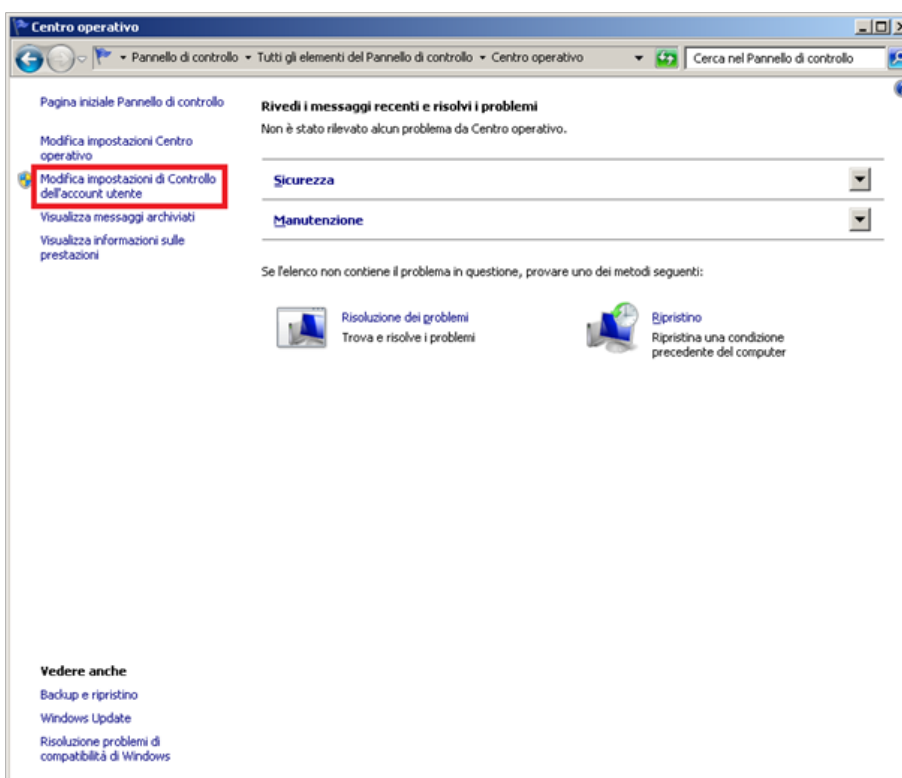 Centro operativo
Pannello di controllo Tutti gli elementi del Pannello di controllo Centro operativo
Cerca nel Pannello di controllo
Pagina iniziale Pannello di controllo
Modifica impostazioni Centro
operativo
Modifica impostazioni di Controllo
dell'account utente
Visualizza messaggi archiviati
Visualizza informazioni sulle
prestazioni
Rivedi i messaggi recenti e risolvi i problemi
Non è stato rilevato alcun problema da Centro operativo.
Sicurezza
Manutenzione
Se l'elenco non contiene il problema in questione, provare uno dei metodi seguenti:
Risoluzione dei problemi
Trova e risolve i problemi
Ripristino
Ripristina una condizione
precedente del computer
Vedere anche
Backup e ripristino
Windows Update
Risoluzione problemi di
compatibilità di Windows